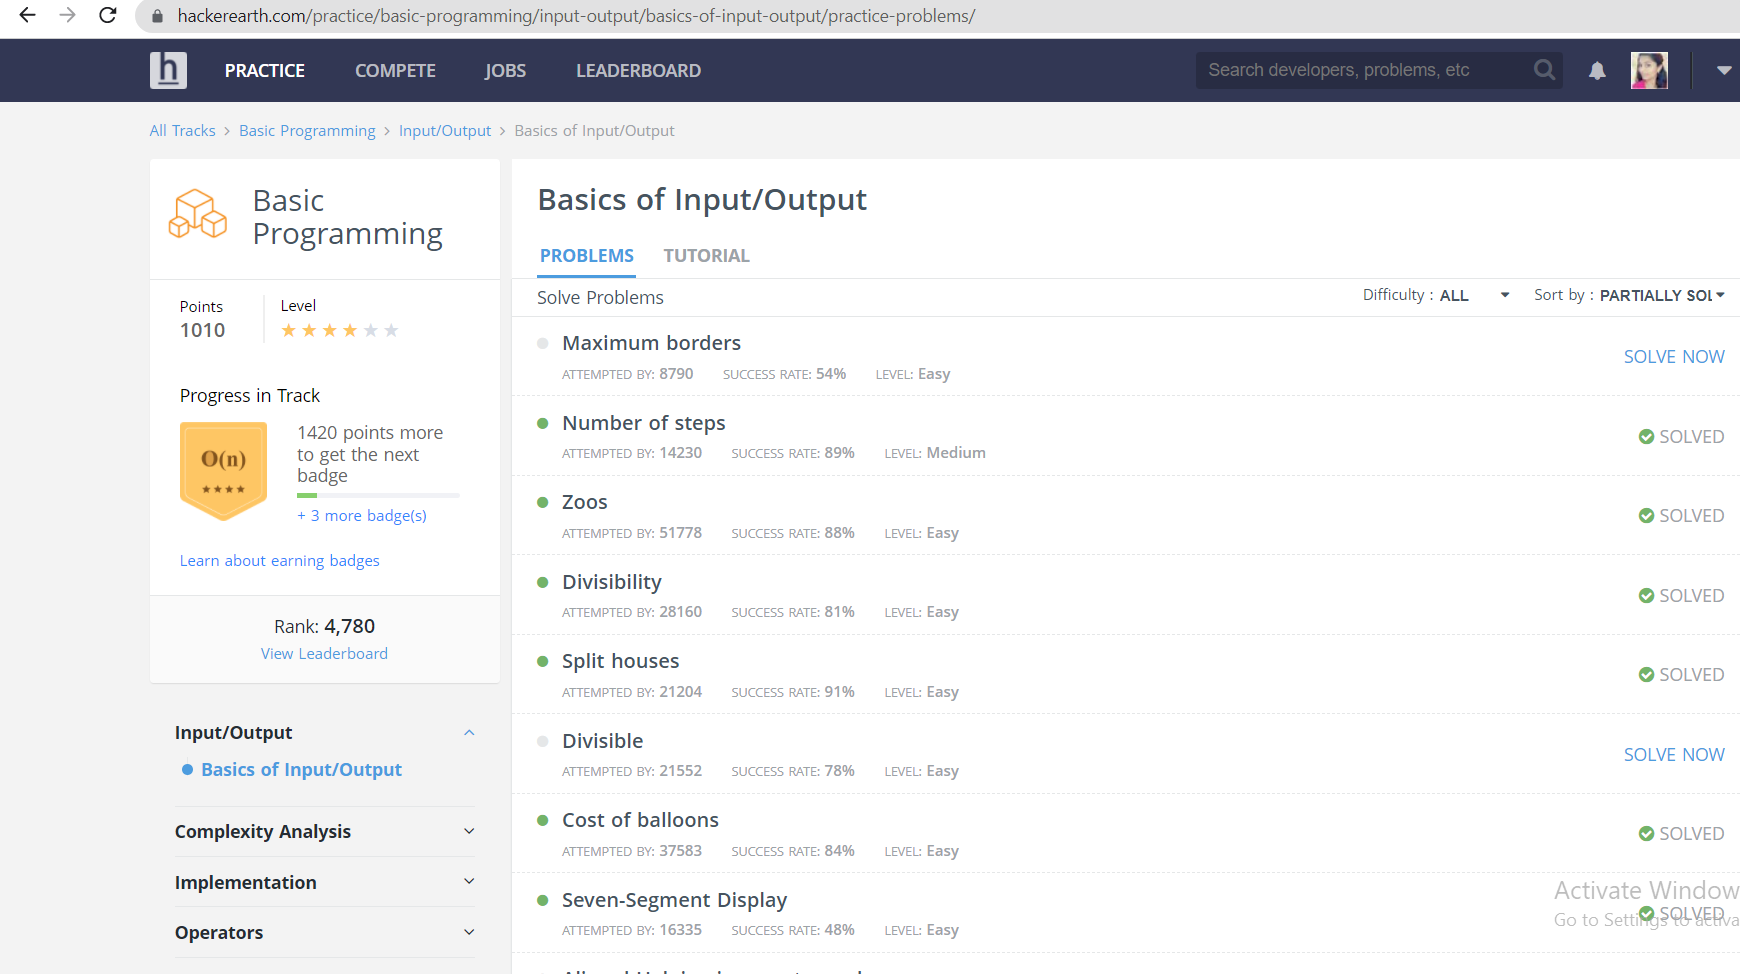 hackerearth.com/practice/basic-programming/input-output/basics-of-input-output/practice-problems/
h PRACTICE COMPETE JOBS LEADERBOARD Search developers, problems, etc
All Tracks > Basic Programming > Input/Output > Basics of Input/Output
Basic
Programming
Points
1010
Level
Progress in Track
O(n)
1420 points more
to get the next
badge
+ 3 more badge(s)
Learn about earning badges
Rank: 4,780
View Leaderboard
Input/Output
Basics of Input/Output
Complexity Analysis
Implementation
Operators
Basics of Input/Output
PROBLEMS TUTORIAL
Solve Problems Difficulty : ALL Sort by : PARTIALLY SOL
Maximum borders
ATTEMPTED BY: 8790 SUCCESS RATE: 54% LEVEL: Easy
SOLVE NOW
Number of steps
ATTEMPTED BY: 14230 SUCCESS RATE: 89% LEVEL: Medium
SOLVED
Zoos
ATTEMPTED BY: 51778 SUCCESS RATE: 88% LEVEL: Easy
SOLVED
Divisibility
ATTEMPTED BY: 28160 SUCCESS RATE: 81% LEVEL: Easy
SOLVED
Split houses
ATTEMPTED BY: 21204 SUCCESS RATE: 91% LEVEL: Easy
SOLVED
Divisible
ATTEMPTED BY: 21552 SUCCESS RATE: 78% LEVEL: Easy
SOLVE NOW
Cost of balloons
ATTEMPTED BY: 37583 SUCCESS RATE: 84% LEVEL: Easy
SOLVED
Seven-Segment Display
ATTEMPTED BY: 16335 SUCCESS RATE: 48% LEVEL: Easy
SOLVED
Activate Window
Go to Settings to activa